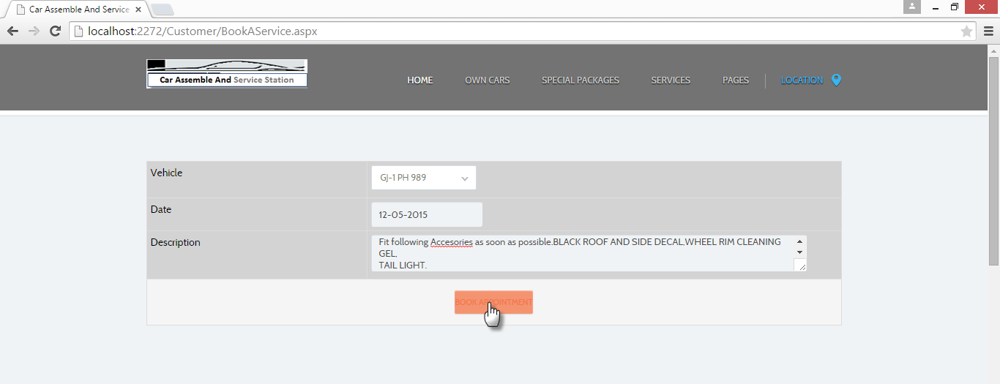 Car Assemble And Service
localhost:2272/Customer/BookAService.aspx
Car Assemble And Service Station
HOME OWN CARS SPECIAL PACKAGES SERVICES PAGES LOCATION
Vehicle GJ-1 PH 989
Date 12-05-2015
Description Fit following Accesories as soon as possible.BLACK ROOF AND SIDE DECAL,WHEEL RIM CLEANING
GEL,
TAIL LIGHT.
BOOK APPOINTMENT